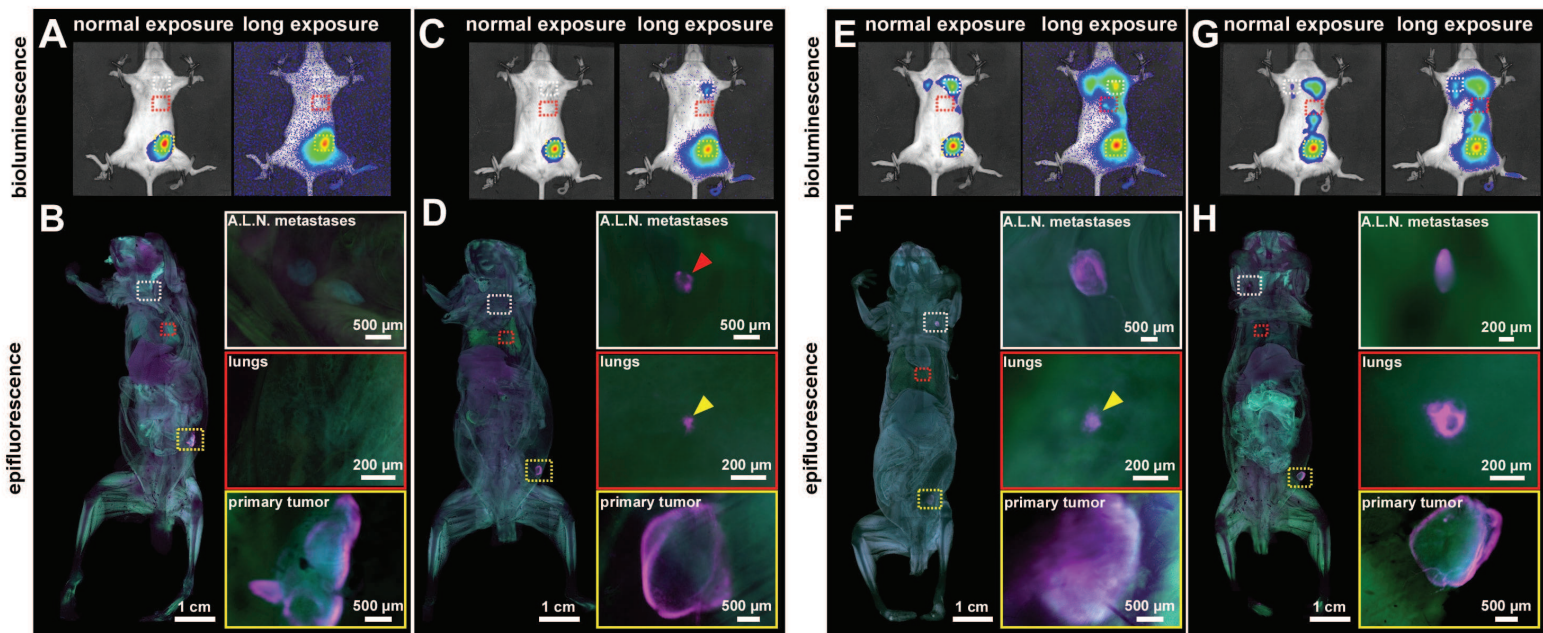 A
normal exposure long exposure
C
normal exposure long exposure
E
normal exposure long exposure
G
normal exposure long exposure
bioluminescence
bioluminescence
B
A.L.N. metastases
500 µm
lungs
200 µm
primary tumor
500 µm
1 cm
epifluorescence
D
A.L.N. metastases
500 µm
lungs
200 µm
primary tumor
500 µm
1 cm
F
A.L.N. metastases
500 µm
lungs
200 µm
primary tumor
500 µm
1 cm
epifluorescence
H
A.L.N. metastases
200 µm
lungs
200 µm
primary tumor
500 µm
1 cm